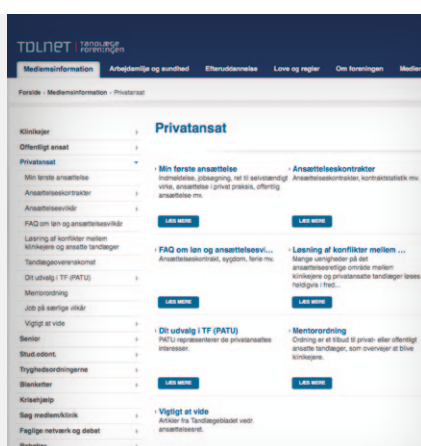 TDLNET TANDLÆGE
FORENINGEN
Medlemsinformation Arbejdsmiljø og sundhed Efteruddannelse Love og regler Om foreningen Medlem
Forside › Medlemsinformation › Privatansat
Klinikejer
Offentligt ansat
Privatansat
Min første ansættelse
Ansættelseskontrakter
Ansættelsesvilkår
FAQ om løn og ansættelsesvilkår
Løsning af konflikter mellem
klinikejere og ansatte tandlæger
Tandlægeoverenskomst
Dit udvalg i TF (PATU)
Mentorordning
Job på særlige vilkår
Vigtigt at vide
Senior
Stud.odont.
Tryghedsordningerne
Blanketter
Krisehjælp
Søg medlem/klinik
Faglige netværk og debat
Rabatter
Privatansat
› Min første ansættelse
Indmeldelse, jobsøgning, ret til selvstændigt
virke, ansættelse i privat praksis, offentlig
ansættelse mv.
LÆS MERE
› Ansættelseskontrakter
Ansættelseskontrakter, kontraktstatistik mv.
LÆS MERE
› FAQ om løn og ansættelsesvi...
Ansættelseskontrakt, sygdom, ferie mv.
LÆS MERE
› Løsning af konflikter mellem ...
Mange uenigheder på det
ansættelsesretlige område mellem
klinikejere og privatansatte tandlæger løses
heldigvis i fred...
LÆS MERE
› Dit udvalg i TF (PATU)
PATU repræsenterer de privatansattes
interesser.
LÆS MERE
› Mentorordning
Ordning er et tilbud til privat- eller offentligt
ansatte tandlæger, som overvejer at blive
klinikejere.
LÆS MERE
› Vigtigt at vide
Artikler fra Tandlægebladet vedr.
ansættelsesret.